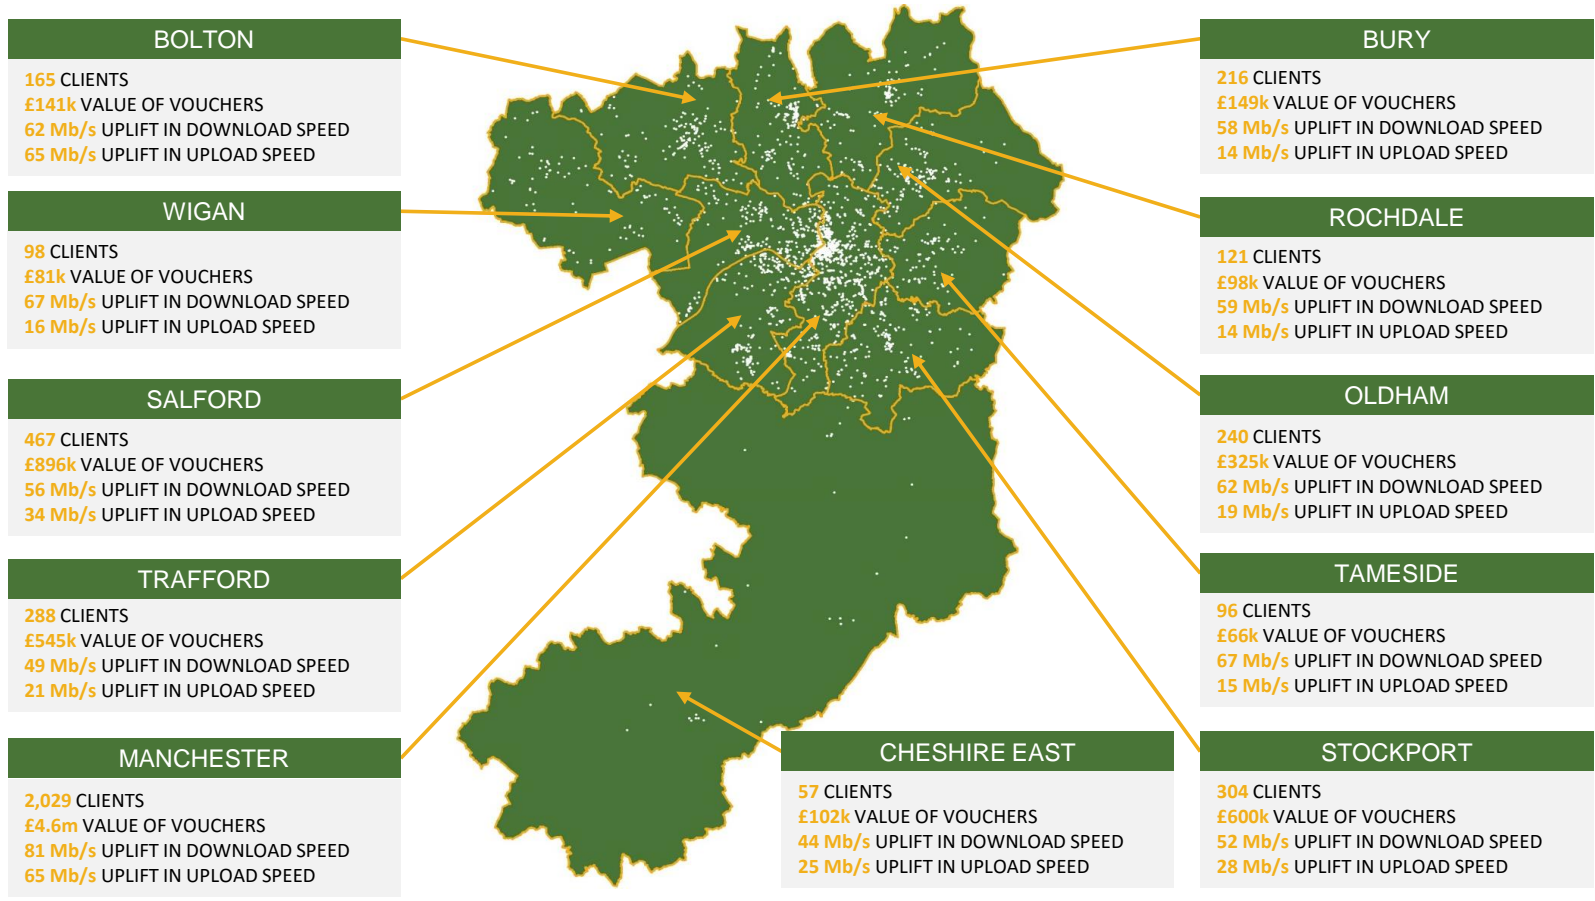 BOLTON
165 CLIENTS
£141k VALUE OF VOUCHERS
62 Mb/s UPLIFT IN DOWNLOAD SPEED
65 Mb/s UPLIFT IN UPLOAD SPEED
WIGAN
98 CLIENTS
£81k VALUE OF VOUCHERS
67 Mb/s UPLIFT IN DOWNLOAD SPEED
16 Mb/s UPLIFT IN UPLOAD SPEED
SALFORD
467 CLIENTS
£896k VALUE OF VOUCHERS
56 Mb/s UPLIFT IN DOWNLOAD SPEED
34 Mb/s UPLIFT IN UPLOAD SPEED
TRAFFORD
288 CLIENTS
£545k VALUE OF VOUCHERS
49 Mb/s UPLIFT IN DOWNLOAD SPEED
21 Mb/s UPLIFT IN UPLOAD SPEED
MANCHESTER
2,029 CLIENTS
£4.6m VALUE OF VOUCHERS
81 Mb/s UPLIFT IN DOWNLOAD SPEED
65 Mb/s UPLIFT IN UPLOAD SPEED
CHESHIRE EAST
57 CLIENTS
£102k VALUE OF VOUCHERS
44 Mb/s UPLIFT IN DOWNLOAD SPEED
25 Mb/s UPLIFT IN UPLOAD SPEED
BURY
216 CLIENTS
£149k VALUE OF VOUCHERS
58 Mb/s UPLIFT IN DOWNLOAD SPEED
14 Mb/s UPLIFT IN UPLOAD SPEED
ROCHDALE
121 CLIENTS
£98k VALUE OF VOUCHERS
59 Mb/s UPLIFT IN DOWNLOAD SPEED
14 Mb/s UPLIFT IN UPLOAD SPEED
OLDHAM
240 CLIENTS
£325k VALUE OF VOUCHERS
62 Mb/s UPLIFT IN DOWNLOAD SPEED
19 Mb/s UPLIFT IN UPLOAD SPEED
TAMESIDE
96 CLIENTS
£66k VALUE OF VOUCHERS
67 Mb/s UPLIFT IN DOWNLOAD SPEED
15 Mb/s UPLIFT IN UPLOAD SPEED
STOCKPORT
304 CLIENTS
£600k VALUE OF VOUCHERS
52 Mb/s UPLIFT IN DOWNLOAD SPEED
28 Mb/s UPLIFT IN UPLOAD SPEED